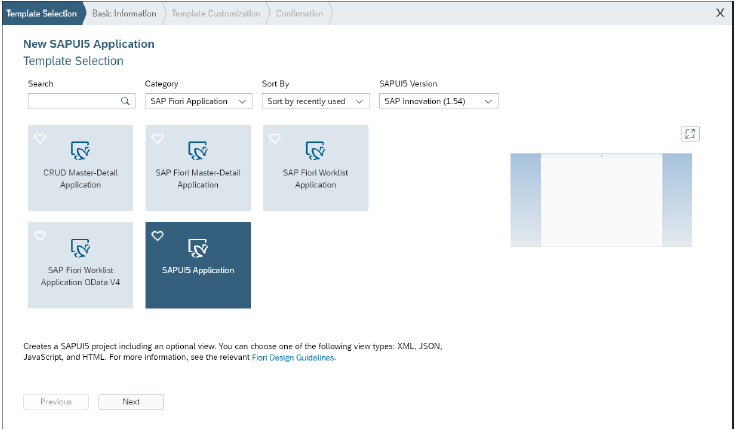 Template Selection
Basic Information
Template Customization
Confirmation
X
New SAPUI5 Application
Template Selection
Search
Category
Sort By
SAPUI5 Version
SAP Fiori Application
Sort by recently used
SAP Innovation (1.54)
CRUD Master-Detail
Application
SAP Fiori Master-Detail
Application
SAP Fiori Worklist
Application
SAP Fiori Worklist
Application OData V4
SAPUI5 Application
Creates a SAPUI5 project including an optional view. You can choose one of the following view types: XML, JSON,
JavaScript, and HTML. For more information, see the relevant Fiori Design Guidelines.
Previous
Next